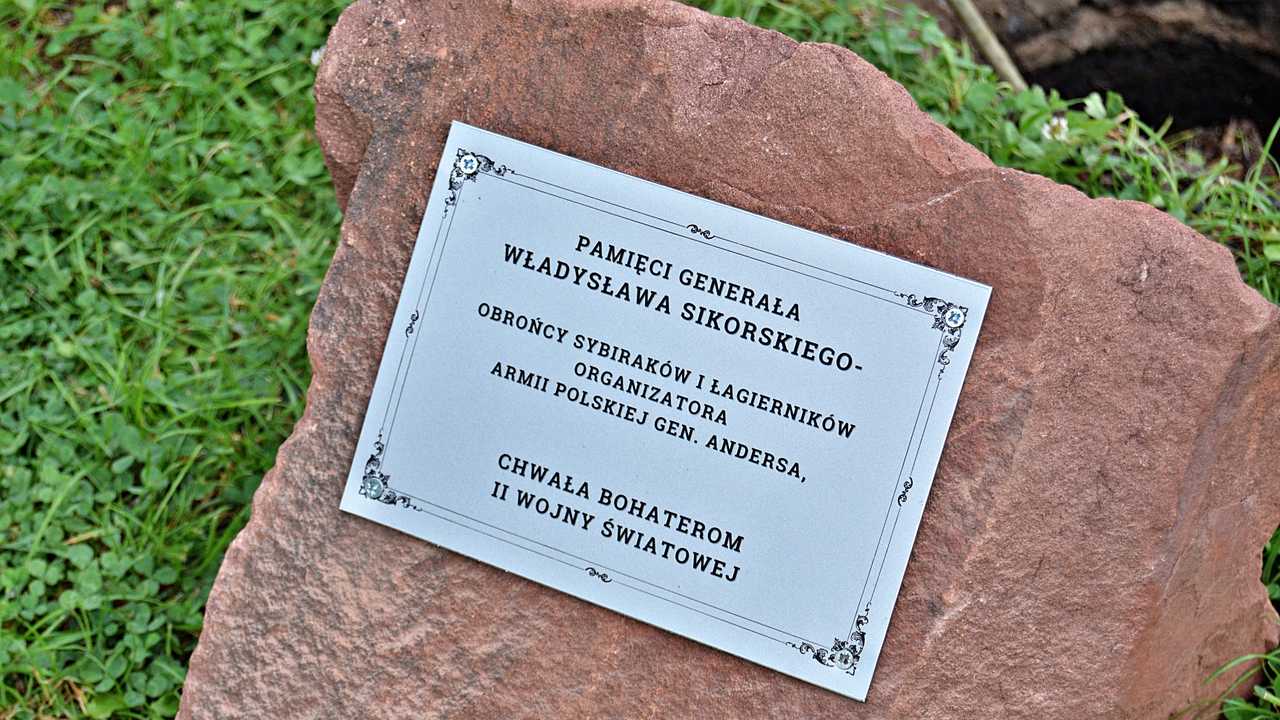 PAMIĘCI GENERAŁA
WŁADYSŁAWA SIKORSKIEGO-
OBROŃCY SYBIRAKÓW I ŁAGIERNIKÓW
ORGANIZATORA
ARMII POLSKIEJ GEN. ANDERSA,
CHWAŁA BOHATEROM
II WOJNY ŚWIATOWEJ